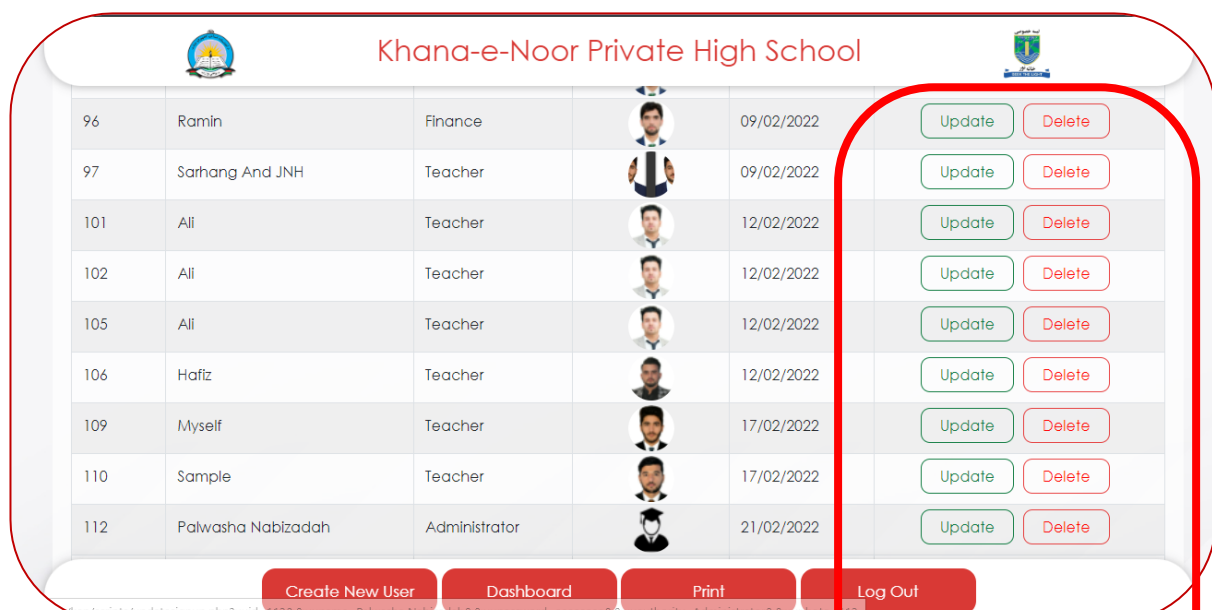 Khana-e-Noor Private High School
96 Ramin Finance 09/02/2022 Update Delete
97 Sarhang And JNH Teacher 09/02/2022 Update Delete
101 Ali Teacher 12/02/2022 Update Delete
102 Ali Teacher 12/02/2022 Update Delete
105 Ali Teacher 12/02/2022 Update Delete
106 Hafiz Teacher 12/02/2022 Update Delete
109 Myself Teacher 17/02/2022 Update Delete
110 Sample Teacher 17/02/2022 Update Delete
112 Palwasha Nabizadah Administrator 21/02/2022 Update Delete
Create New User Dashboard Print Log Out